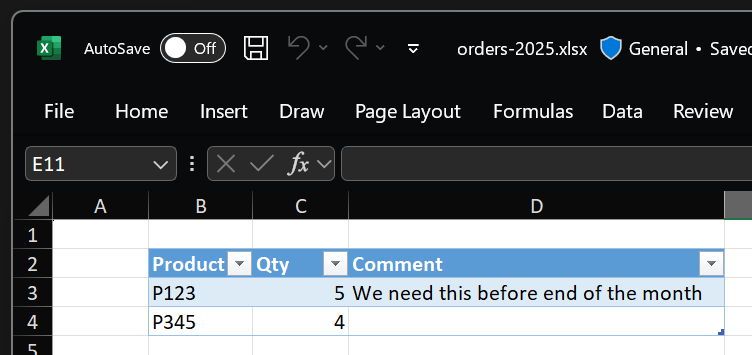 AutoSave Off orders-2025.xlsx General • Saved
File Home Insert Draw Page Layout Formulas Data Review
E11 fx
A B C D
1
2 Product Qty Comment
3 P123 5 We need this before end of the month
4 P345 4
5